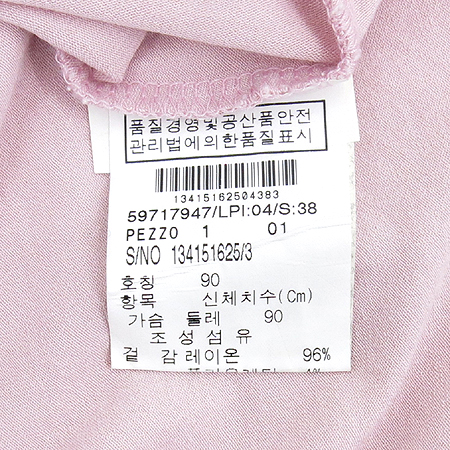 품질경영및공산품안전
관리법에의한품질표시
13415162504383
59717947/LPI:04/S:38
PEZZO 1 01
S/NO 134151625/3
호칭 90
항목 신체치수(Cm)
가슴 둘레 90
조성섬유
겉 감 레이온 96%